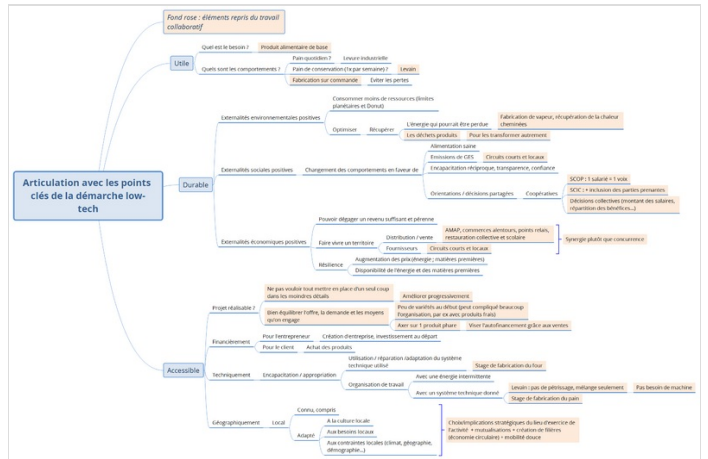 Fond rose : éléments repris du travail
collaboratif
Articulation avec les points
clés de la démarche low-
tech
Utile
Quel est le besoin ?
Produit alimentaire de base
Quels sont les comportements ?
Pain quotidien ?
Levure industrielle
Pain de conservation (1x par semaine) ?
Levain
Fabrication sur commande
Eviter les pertes
Durable
Externalités environnementales positives
Consommer moins de ressources (limites
planétaires et Donut)
Optimiser
Récupérer
L'énergie qui pourrait être perdue
Fabrication de vapeur, récupération de la chaleur
cheminées
Les déchets produits
Pour les transformer autrement
Externalités sociales positives
Changement des comportements en faveur de
Alimentation saine
Emissions de GES
Circuits courts et locaux
Encapacitation réciproque, transparence, confiance
Orientations / décisions partagées
Coopératives
SCOP : 1 salarié = 1 voix
SCIC : + inclusion des parties prenantes
Décisions collectives (montant des salaires,
répartition des bénéfices...)
Externalités économiques positives
Pouvoir dégager un revenu suffisant et pérenne
Faire vivre un territoire
Distribution / vente
AMAP, commerces alentours, points relais,
restauration collective et scolaire
Fournisseurs
Circuits courts et locaux
Synergie plutôt que concurrence
Résilience
Augmentation des prix (énergie ; matières premières)
Disponibilité de l'énergie et des matières premières
Accessible
Projet réalisable ?
Ne pas vouloir tout mettre en place d'un seul coup
dans les moindres détails
Améliorer progressivement
Bien équilibrer l'offre, la demande et les moyens
qu'on engage
Peu de variétés au début (peut compliqué beaucoup
l'organisation, par ex avec produits frais)
Axer sur 1 produit phare
Viser l'autofinancement grâce aux ventes
Financièrement
Pour l'entrepreneur
Création d'entreprise, investissement au départ
Pour le client
Achat des produits
Techniquement
Encapacitation / appropriation
Utilisation / réparation /adaptation du système
technique utilisé
Stage de fabrication du four
Organisation de travail
Avec une énergie intermittente
Avec un système technique donné
Levain : pas de pétrissage, mélange seulement
Pas besoin de machine
Stage de fabrication du pain
Géographiquement
Local
Connu, compris
Adapté
A la culture locale
Aux besoins locaux
Aux contraintes locales (climat, géographie,
démographie...)
Choix/implications stratégiques du lieu d'exercice de
l'activité + mutualisations + création de filières
(économie circulaire) + mobilité douce